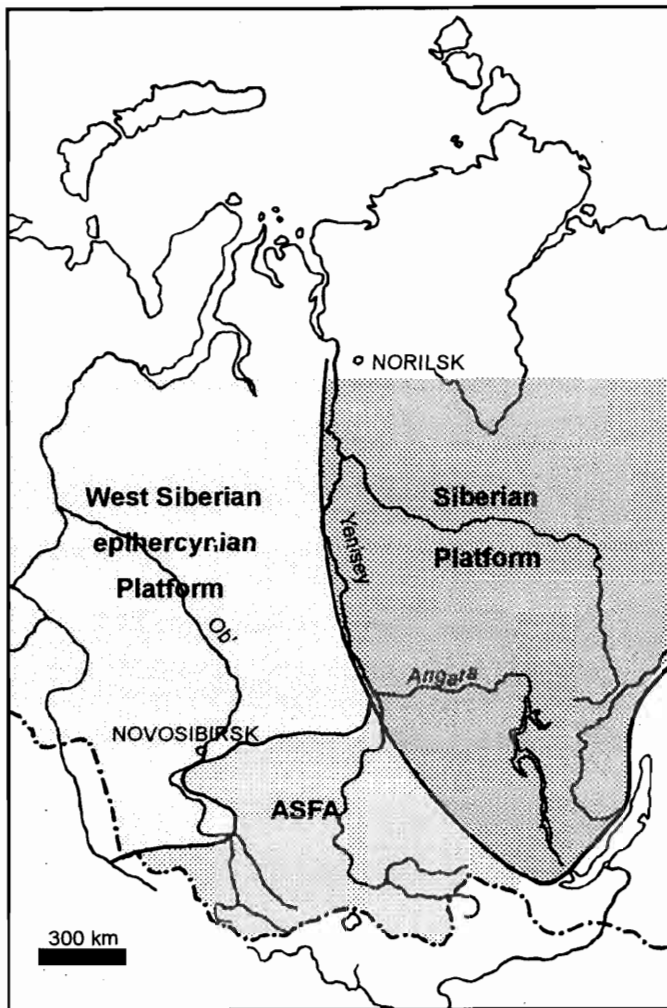 NORILSK
West Siberian
epihercynian
Platform
Siberian
Platform
Yenisey
Ob'
Angara
NOVOSIBIRSK
ASFA
300 km